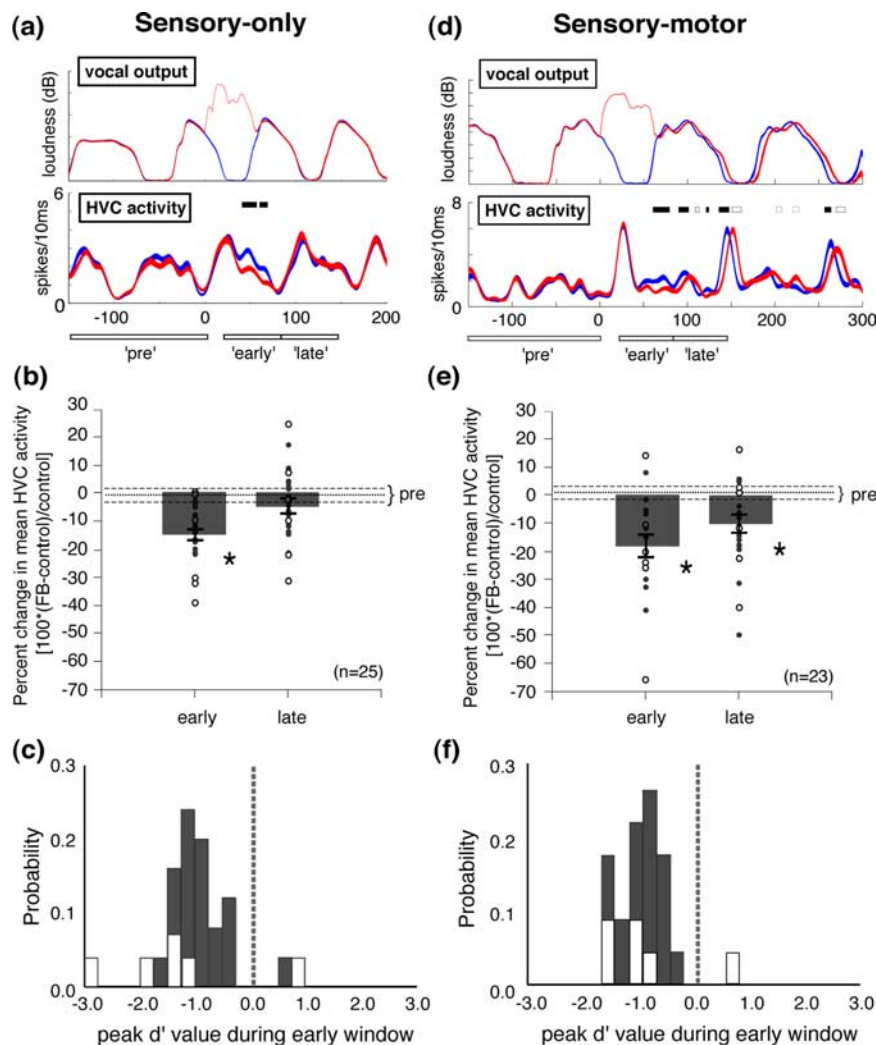 Sensory-only
Sensory-motor
(a)
vocal output
loudness (dB)
HVC activity
spikes/10ms
6
0
-100
0
100
200
'pre'
'early'
'late'
(d)
vocal output
loudness (dB)
HVC activity
spikes/10ms
8
0
-100
0
100
200
300
'pre'
'early'
'late'
(b)
Percent change in mean HVC activity
[100*(FB-control)/control]
30
20
10
0
-10
-20
-30
-40
-50
-60
-70
} pre
*
(n=25)
early
late
(e)
Percent change in mean HVC activity
[100*(FB-control)/control]
30
20
10
0
-10
-20
-30
-40
-50
-60
-70
} pre
*
*
(n=23)
early
late
(c)
Probability
0.3
0.2
0.1
0.0
-3.0
-2.0
-1.0
0.0
1.0
2.0
3.0
peak d' value during early window
(f)
Probability
0.3
0.2
0.1
0.0
-3.0
-2.0
-1.0
0.0
1.0
2.0
3.0
peak d' value during early window